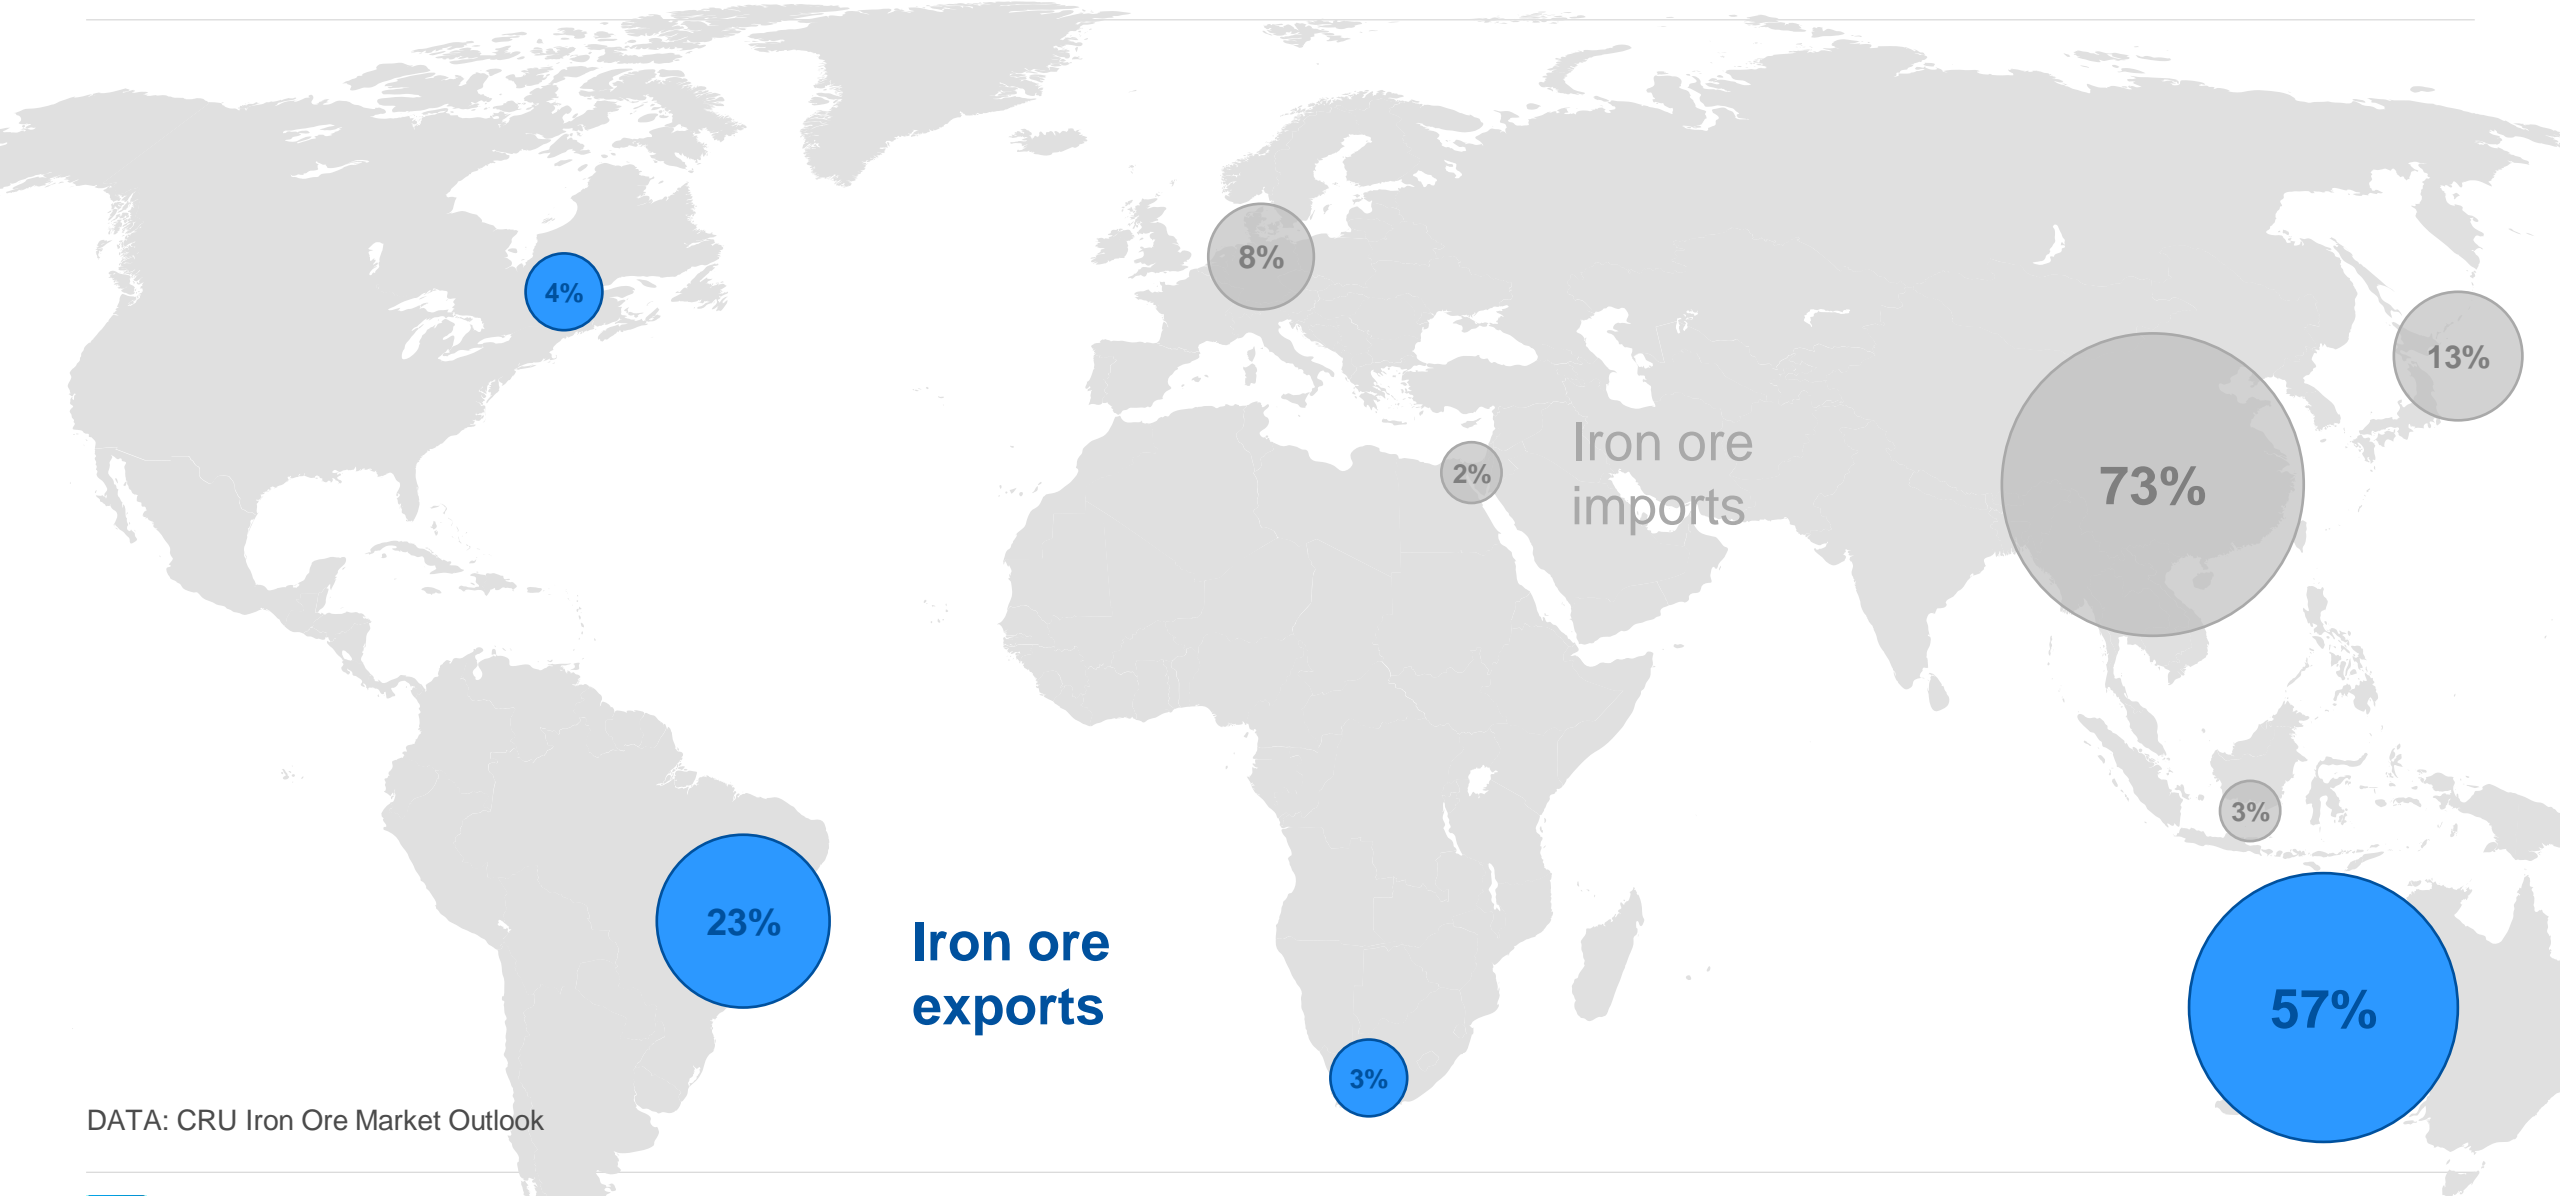 8%
4%
13%
Iron ore
imports
2%
73%
3%
23%
Iron ore
exports
57%
3%
DATA: CRU Iron Ore Market Outlook